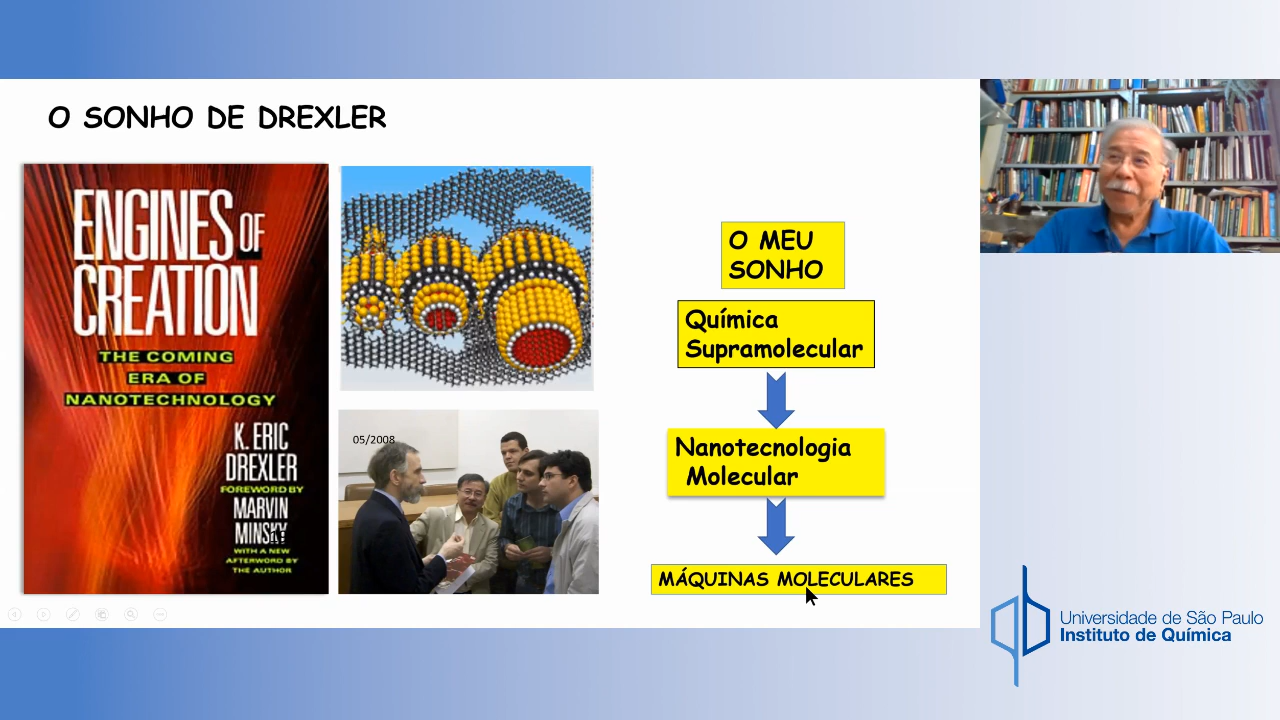 O SONHO DE DREXLER
ENGINES OF
CREATION
THE COMING
ERA OF
NANOTECHNOLOGY
K. ERIC
DREXLER
FOREWORD BY
MARVIN
MINSKY
WITH A NEW
AFTERWORD BY
THE AUTHOR
05/2008
O MEU
SONHO
Química
Supramolecular
Nanotecnologia
Molecular
MÁQUINAS MOLECULARES
Universidade de São Paulo
Instituto de Química